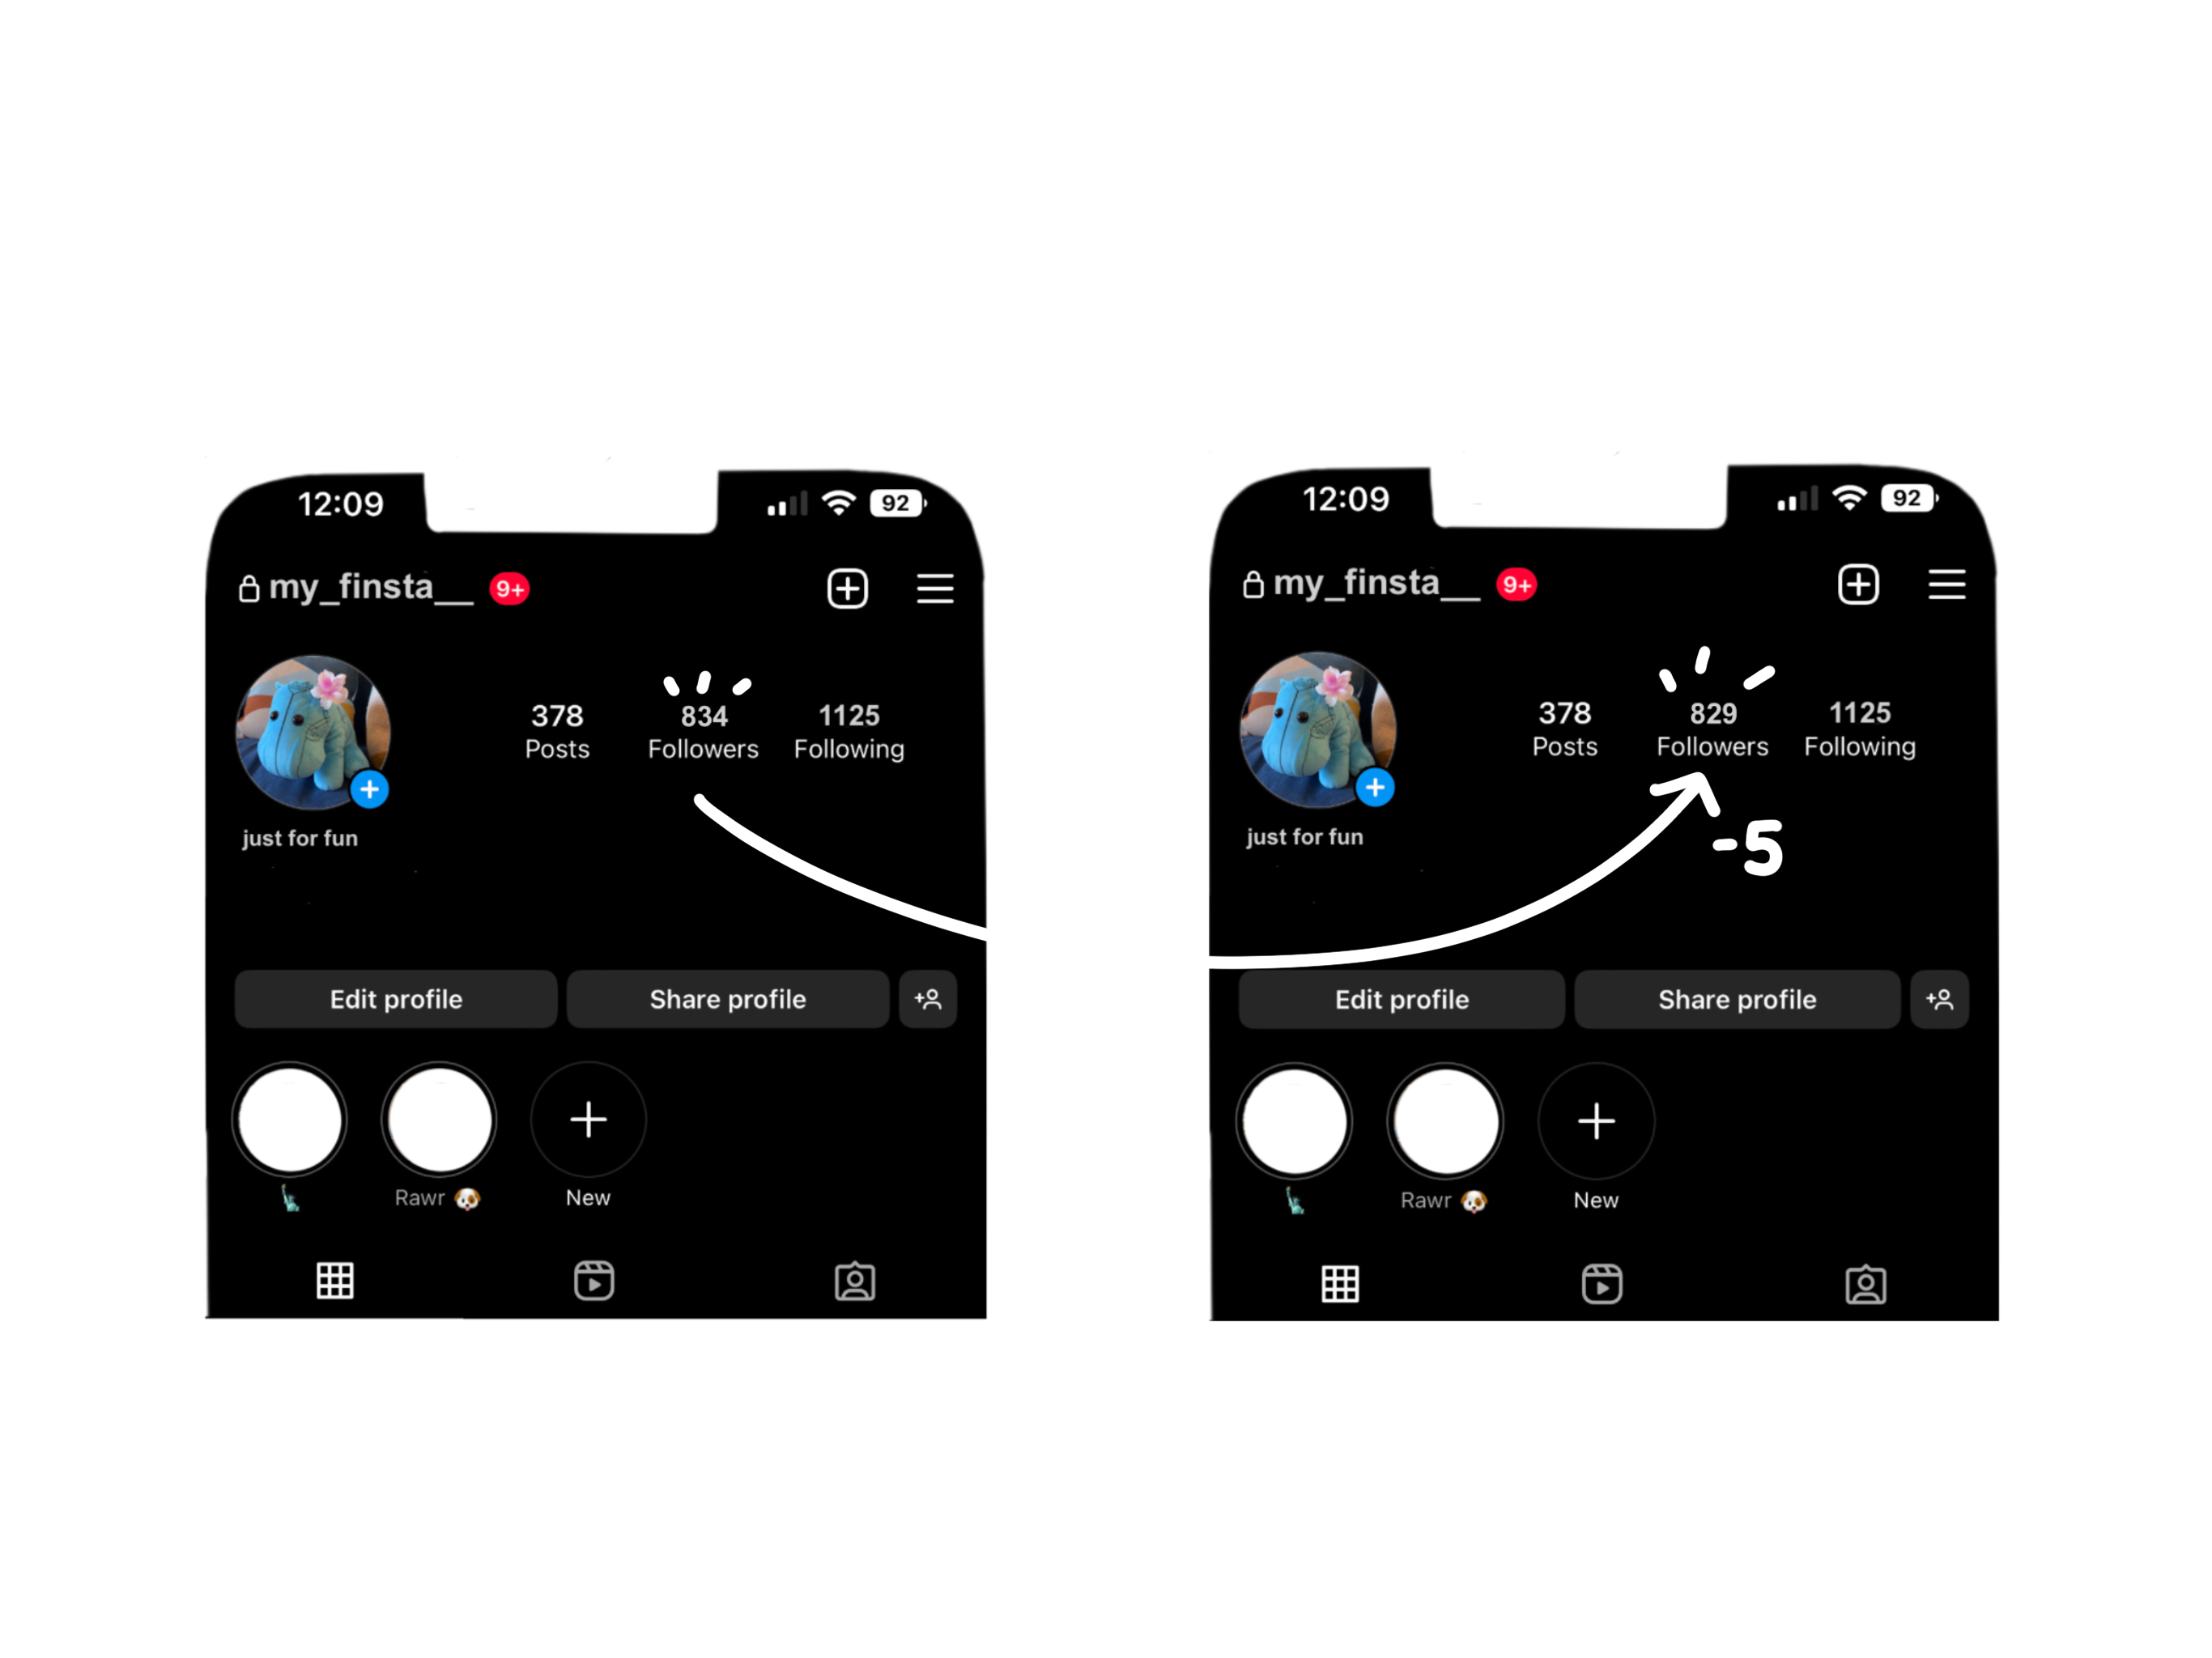 12:09
92
my_finsta__ 9+
378 834 1125
Posts Followers Following
just for fun
Edit profile Share profile
Rawr New
12:09
92
my_finsta__ 9+
378 829 1125
Posts Followers Following
-5
just for fun
Edit profile Share profile
Rawr New